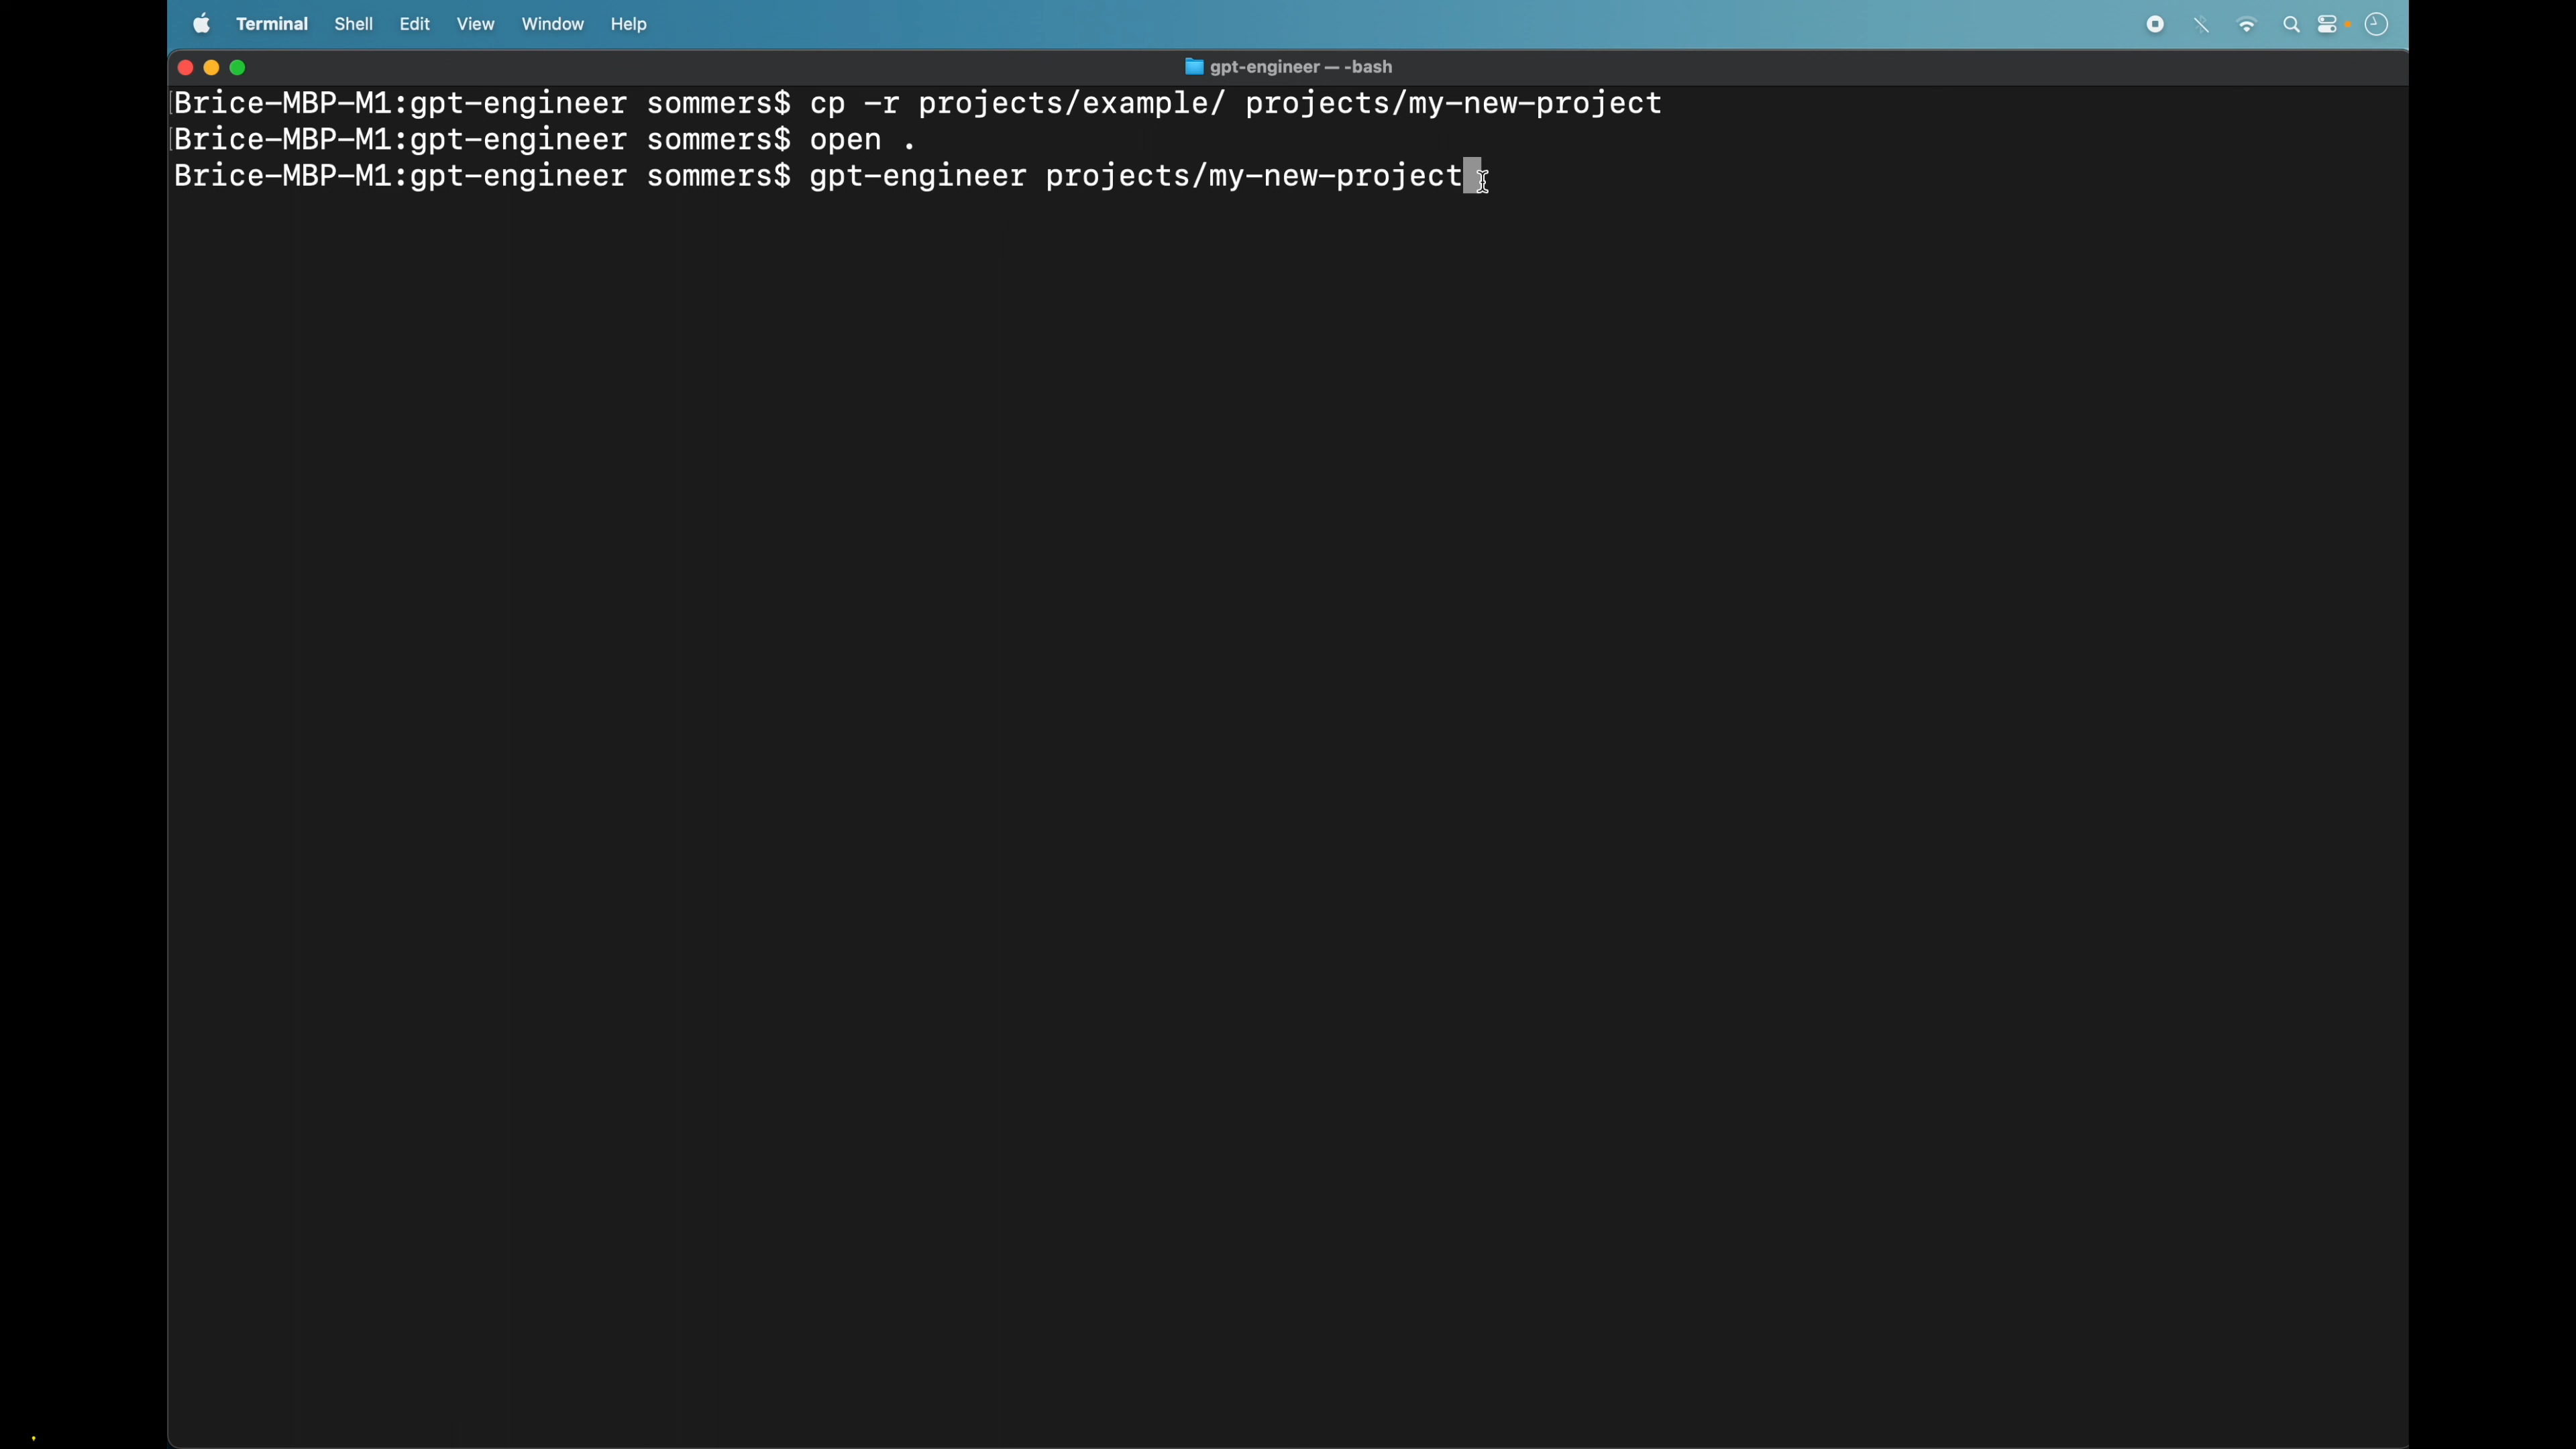 Terminal Shell Edit View Window Help
gpt-engineer — -bash
Brice-MBP-M1:gpt-engineer sommers$ cp -r projects/example/ projects/my-new-project
Brice-MBP-M1:gpt-engineer sommers$ open .
Brice-MBP-M1:gpt-engineer sommers$ gpt-engineer projects/my-new-project